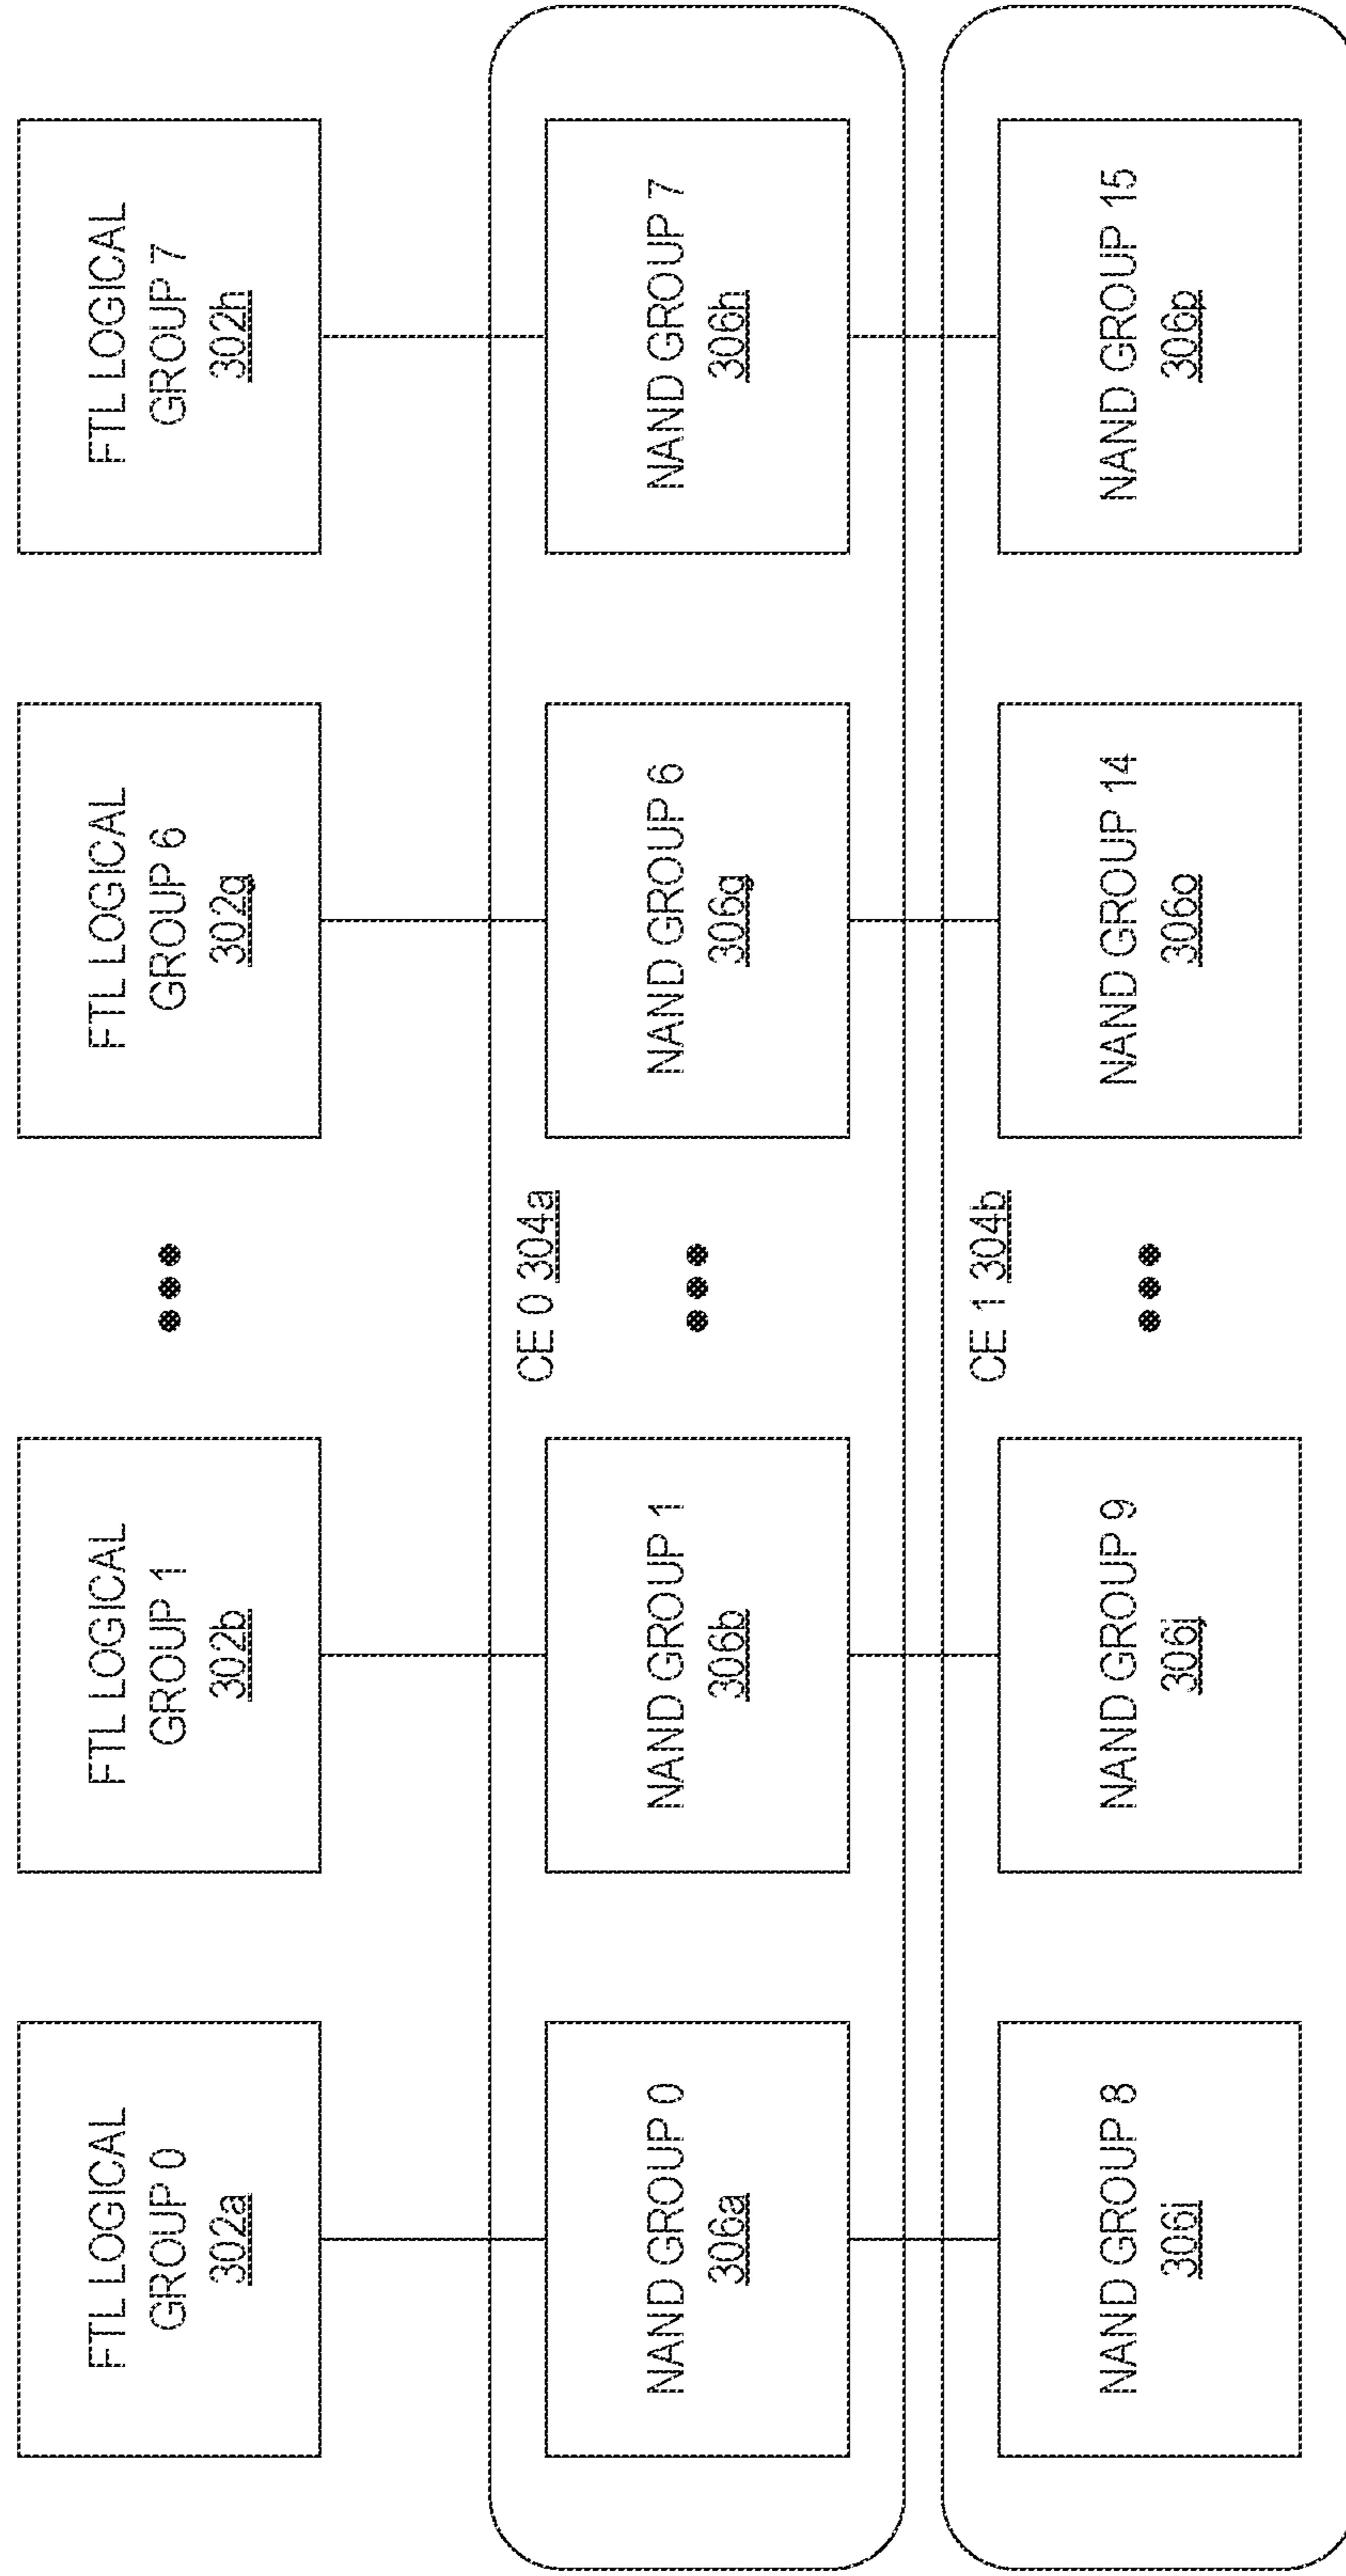 FTL LOGICAL
GROUP 0
302a
FTL LOGICAL
GROUP 1
302b
FTL LOGICAL
GROUP 6
302g
FTL LOGICAL
GROUP 7
302h
CE 0 304a
NAND GROUP 0
306a
NAND GROUP 1
306b
NAND GROUP 6
306g
NAND GROUP 7
306h
CE 1 304b
NAND GROUP 8
306i
NAND GROUP 9
306j
NAND GROUP 14
306o
NAND GROUP 15
306p